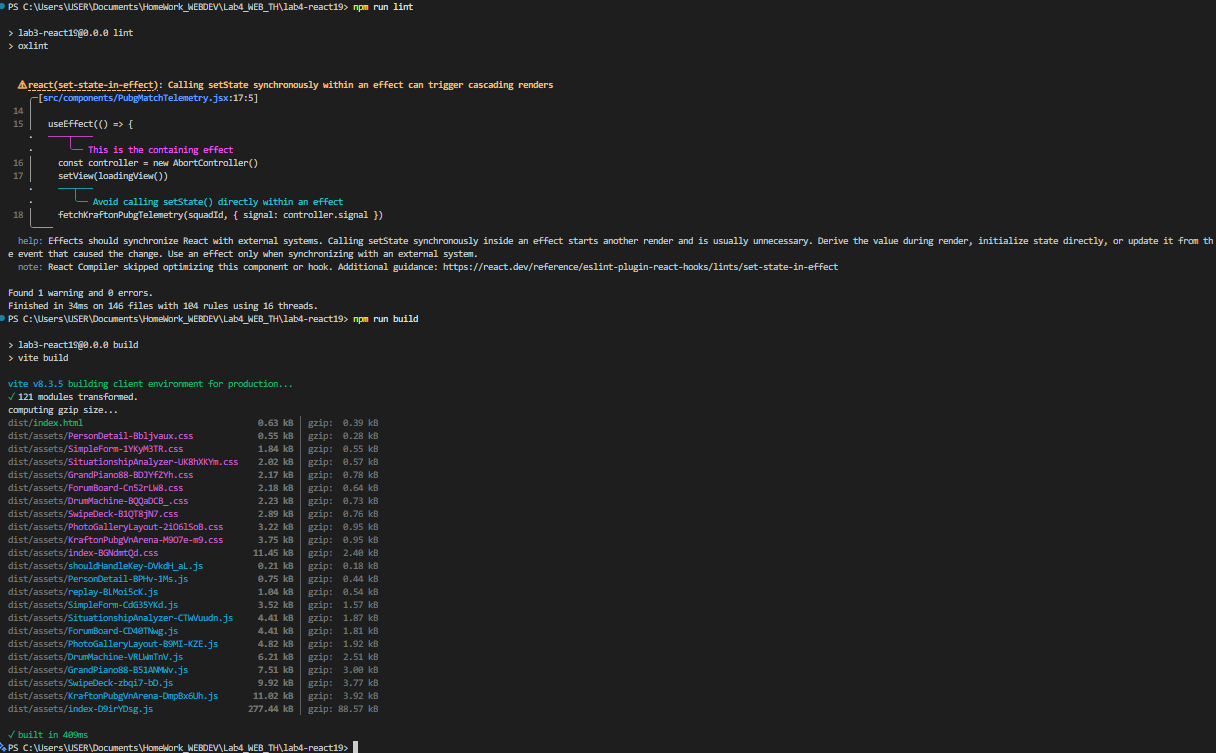 PS C:\Users\USER\Documents\HomeWork_WEBDEV\Lab4_WEB_TH\lab4-react19> npm run lint
> lab3-react19@0.0.0 lint
> oxlint
⚠ react(set-state-in-effect): Calling setState synchronously within an effect can trigger cascading renders
[src/components/PubgMatchTelemetry.jsx:17:5]
14
15 useEffect(() => {
This is the containing effect
16 const controller = new AbortController()
17 setView(loadingView())
Avoid calling setState() directly within an effect
18 fetchKraftonPubgTelemetry(squadId, { signal: controller.signal })
help: Effects should synchronize React with external systems. Calling setState synchronously inside an effect starts another render and is usually unnecessary. Derive the value during render, initialize state directly, or update it from th
e event that caused the change. Use an effect only when synchronizing with an external system.
note: React Compiler skipped optimizing this component or hook. Additional guidance: https://react.dev/reference/eslint-plugin-react-hooks/lints/set-state-in-effect
Found 1 warning and 0 errors.
Finished in 34ms on 146 files with 104 rules using 16 threads.
PS C:\Users\USER\Documents\HomeWork_WEBDEV\Lab4_WEB_TH\lab4-react19> npm run build
> lab3-react19@0.0.0 build
> vite build
vite v8.3.5 building client environment for production...
✓ 121 modules transformed.
computing gzip size...
dist/index.html 0.63 kB │ gzip: 0.39 kB
dist/assets/PersonDetail-Bbljvaux.css 0.55 kB │ gzip: 0.28 kB
dist/assets/SimpleForm-1YKyM3TR.css 1.84 kB │ gzip: 0.55 kB
dist/assets/SituationshipAnalyzer-UK8hXKYm.css 2.02 kB │ gzip: 0.57 kB
dist/assets/GrandPiano88-BDJYfZYh.css 2.17 kB │ gzip: 0.78 kB
dist/assets/ForumBoard-Cn52rLW8.css 2.18 kB │ gzip: 0.64 kB
dist/assets/DrumMachine-BQQaDCB_.css 2.23 kB │ gzip: 0.73 kB
dist/assets/SwipeDeck-B1QT8jN7.css 2.89 kB │ gzip: 0.76 kB
dist/assets/PhotoGalleryLayout-2iO6lSoB.css 3.22 kB │ gzip: 0.95 kB
dist/assets/KraftonPubgVnArena-M9O7e-m9.css 3.75 kB │ gzip: 0.95 kB
dist/assets/index-BGNdmtQd.css 11.45 kB │ gzip: 2.40 kB
dist/assets/shouldHandleKey-DVkdH_aL.js 0.21 kB │ gzip: 0.18 kB
dist/assets/PersonDetail-BPHv-1Ms.js 0.75 kB │ gzip: 0.44 kB
dist/assets/replay-BLMoi5cK.js 1.04 kB │ gzip: 0.54 kB
dist/assets/SimpleForm-CdG35YKd.js 3.52 kB │ gzip: 1.57 kB
dist/assets/SituationshipAnalyzer-CTWVuudn.js 4.41 kB │ gzip: 1.87 kB
dist/assets/ForumBoard-CD40TNwg.js 4.41 kB │ gzip: 1.81 kB
dist/assets/PhotoGalleryLayout-B9MI-KZE.js 4.82 kB │ gzip: 1.92 kB
dist/assets/DrumMachine-VRLWmTnV.js 6.21 kB │ gzip: 2.51 kB
dist/assets/GrandPiano88-B51ANMWv.js 7.51 kB │ gzip: 3.00 kB
dist/assets/SwipeDeck-zbqi7-bD.js 9.92 kB │ gzip: 3.77 kB
dist/assets/KraftonPubgVnArena-DmpBx6Uh.js 11.02 kB │ gzip: 3.92 kB
dist/assets/index-D9irYDsg.js 277.44 kB │ gzip: 88.57 kB
✓ built in 409ms
PS C:\Users\USER\Documents\HomeWork_WEBDEV\Lab4_WEB_TH\lab4-react19>